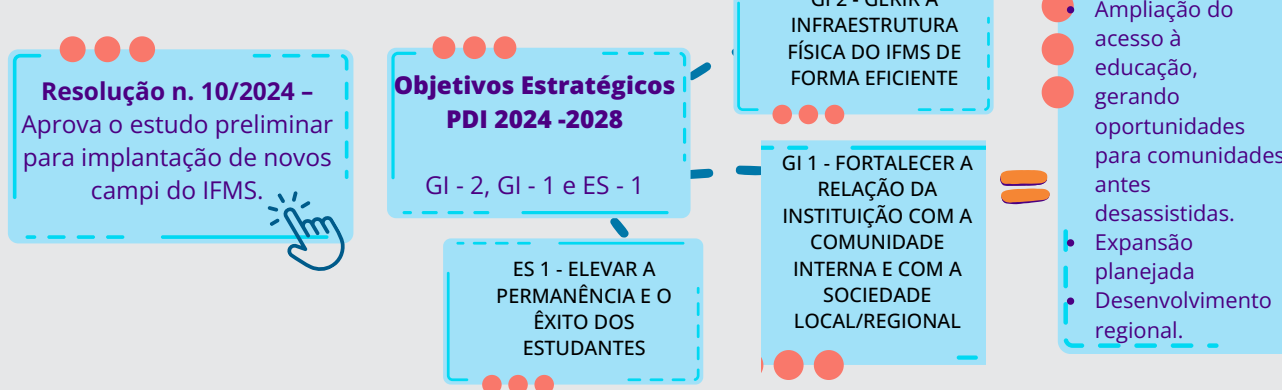 Resolução n. 10/2024 –
Aprova o estudo preliminar
para implantação de novos
campi do IFMS.
Objetivos Estratégicos
PDI 2024 -2028
GI - 2, GI - 1 e ES - 1
GI 2 - GERIR A
INFRAESTRUTURA
FÍSICA DO IFMS DE
FORMA EFICIENTE
GI 1 - FORTALECER A
RELAÇÃO DA
INSTITUIÇÃO COM A
COMUNIDADE
INTERNA E COM A
SOCIEDADE
LOCAL/REGIONAL
ES 1 - ELEVAR A
PERMANÊNCIA E O
ÊXITO DOS
ESTUDANTES
• Ampliação do
acesso à
educação,
gerando
oportunidades
para comunidades
antes
desassistidas.
• Expansão
planejada
• Desenvolvimento
regional.